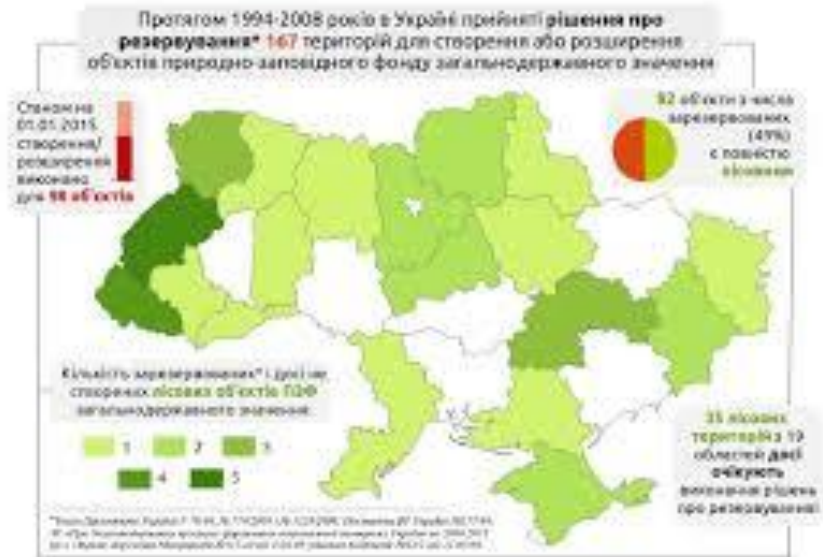 Протягом 1994-2008 років в Україні прийняті рішення про
резервування* 167 територій для створення або розширення
об'єктів природно-заповідного фонду загальнодержавного значення
Станом на
01.01.2015
створення/
розширення
виконано
для 98 об'єктів
82 об'єкти з числа
зарезервованих
(49%)
є повністю
лісовими
Кількість зарезервованих* і досі не
створених лісових об'єктів ПЗФ
загальнодержавного значення:
1
2
3
4
5
35 лісових
територій з 19
областей досі
очікують
виконання рішень
про резервування!